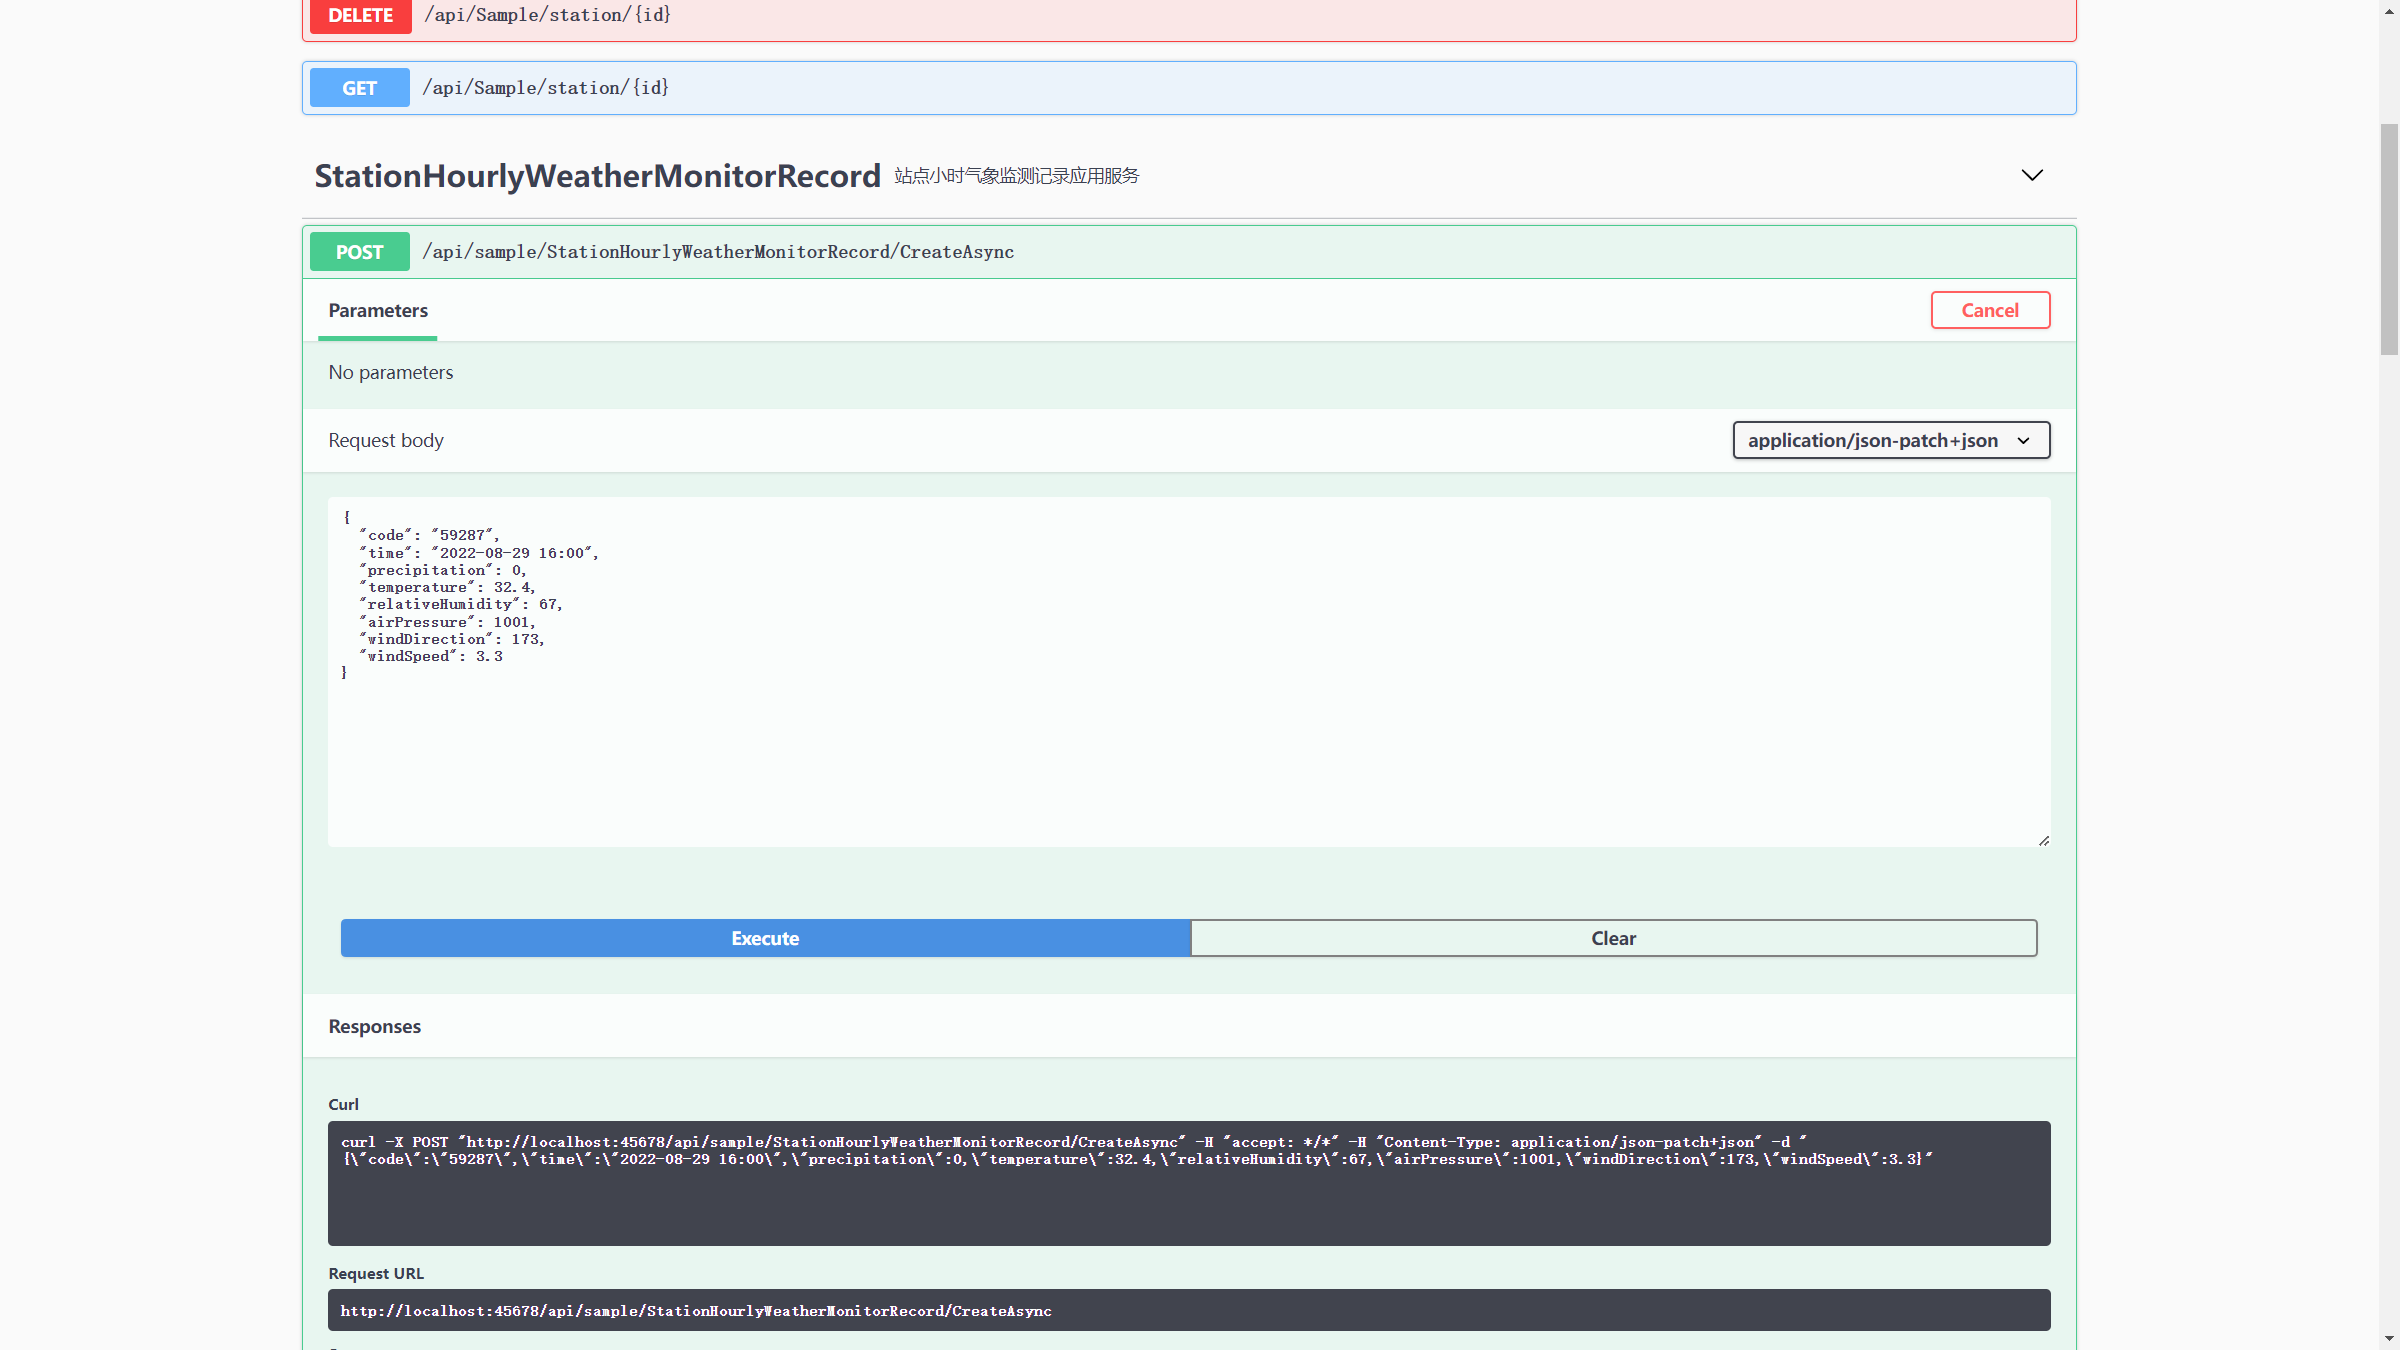 DELETE /api/Sample/station/{id}
GET /api/Sample/station/{id}
StationHourlyWeatherMonitorRecord 站点小时气象监测记录应用服务
POST /api/sample/StationHourlyWeatherMonitorRecord/CreateAsync
Parameters
Cancel
No parameters
Request body
application/json-patch+json
{
  "code": "59287",
  "time": "2022-08-29 16:00",
  "precipitation": 0,
  "temperature": 32.4,
  "relativeHumidity": 67,
  "airPressure": 1001,
  "windDirection": 173,
  "windSpeed": 3.3
}
Execute
Clear
Responses
Curl
curl -X POST "http://localhost:45678/api/sample/StationHourlyWeatherMonitorRecord/CreateAsync" -H "accept: */*" -H "Content-Type: application/json-patch+json" -d "
{\"code\":\"59287\",\"time\":\"2022-08-29 16:00\",\"precipitation\":0,\"temperature\":32.4,\"relativeHumidity\":67,\"airPressure\":1001,\"windDirection\":173,\"windSpeed\":3.3}"
Request URL
http://localhost:45678/api/sample/StationHourlyWeatherMonitorRecord/CreateAsync